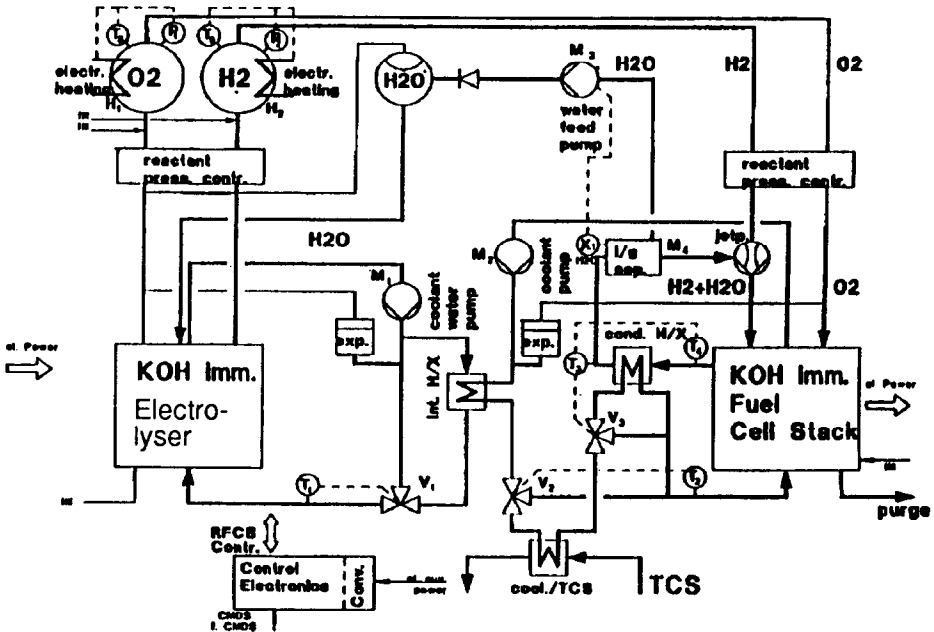 O2
H2
electr.
heating
H₁
electr.
heating
H₂
reactant
press. contr.
H2O
M₃
water
feed
pump
H2O
H2
O2
reactant
press. contr.
H2O
M₁
coolant
water
pump
M₂
coolant
pump
X₁
l/g
sep.
M₄
jetp.
H2+H2O
O2
el. Power
KOH Imm.
Electro-
lyser
exp.
Int. H/X
exp.
cond. H/X
T₃
T₄
KOH Imm.
Fuel
Cell Stack
el. Power
T₁
V₁
V₂
V₃
T₂
purge
RFCS
Contr.
Control
Electronics
Conv.
power
cool./TCS
TCS
CMDS